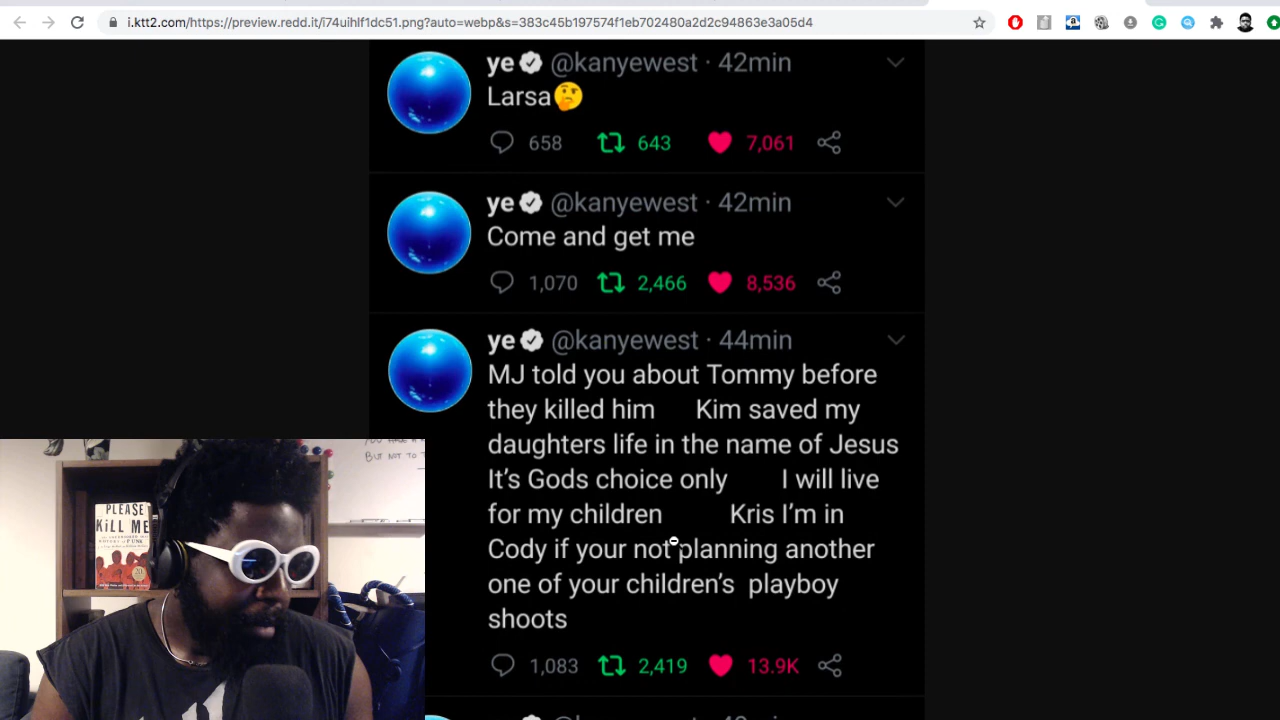 i.ktt2.com/https://preview.redd.it/i74uihlf1dc51.png?auto=webp&s=383c45b197574f1eb702480a2d2c94863e3a05d4
ye @kanyewest · 42min
Larsa🤔
658 643 7,061
ye @kanyewest · 42min
Come and get me
1,070 2,466 8,536
ye @kanyewest · 44min
MJ told you about Tommy before
they killed him Kim saved my
daughters life in the name of Jesus
It's Gods choice only I will live
for my children Kris I'm in
Cody if your not planning another
one of your children's playboy
shoots
1,083 2,419 13.9K
BUT NOT TO
PLEASE
KiLL ME